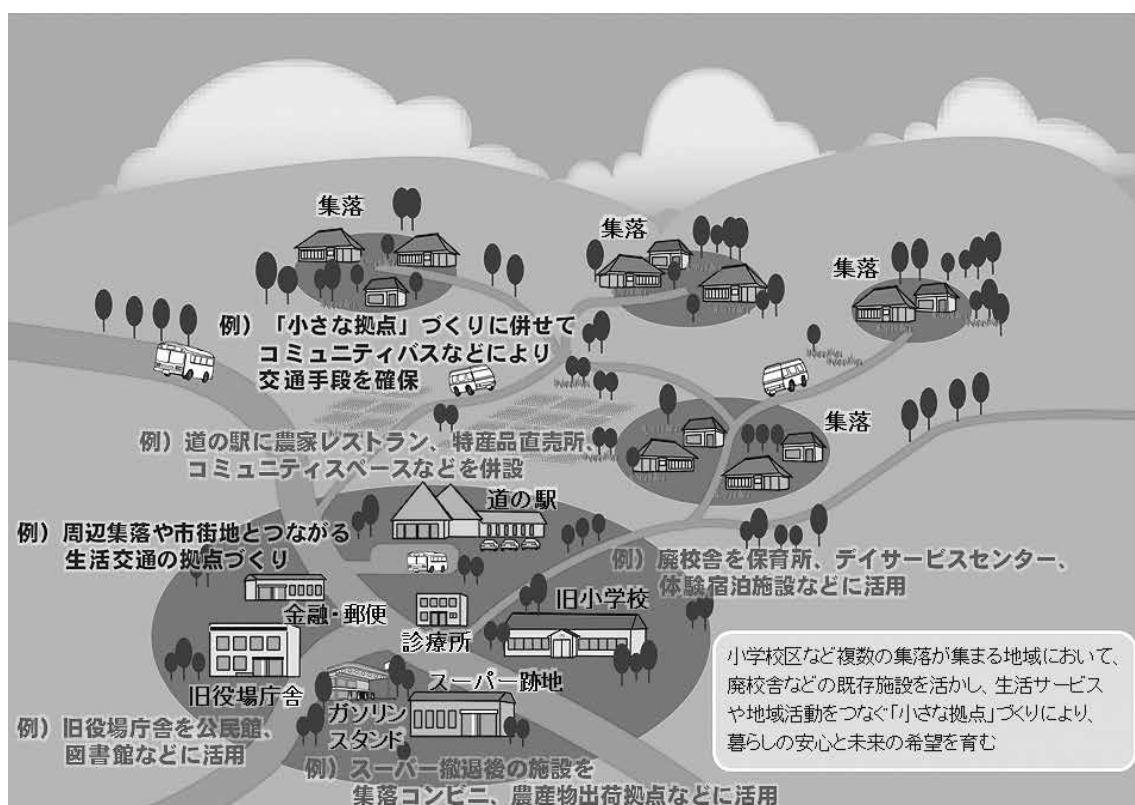 集落
集落
集落
例）「小さな拠点」づくりに併せて
コミュニティバスなどにより
交通手段を確保
集落
例）道の駅に農家レストラン、特産品直売所、
コミュニティスペースなどを併設
道の駅
例）周辺集落や市街地とつながる
生活交通の拠点づくり
例）廃校舎を保育所、デイサービスセンター、
体験宿泊施設などに活用
金融・郵便
診療所
旧小学校
旧役場庁舎
ガソリン
スタンド
スーパー跡地
例）旧役場庁舎を公民館、
図書館などに活用
例）スーパー撤退後の施設を
集落コンビニ、農産物出荷拠点などに活用
小学校区など複数の集落が集まる地域において、
廃校舎などの既存施設を活かし、生活サービス
や地域活動をつなぐ「小さな拠点」づくりにより、
暮らしの安心と未来の希望を育む